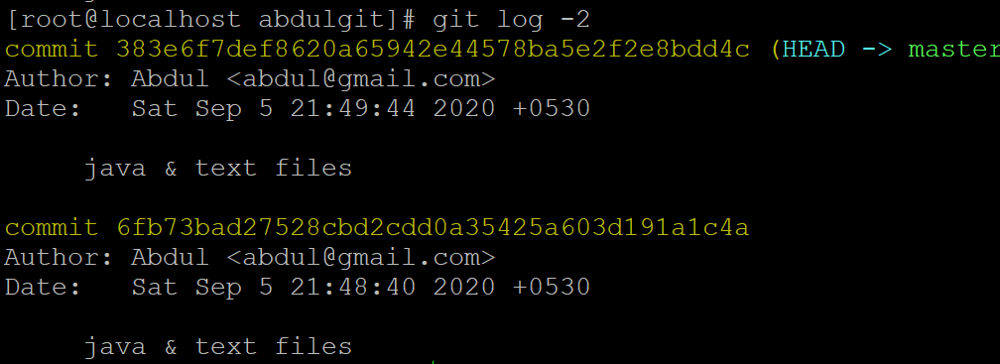 [root@localhost abdulgit]# git log -2
commit 383e6f7def8620a65942e44578ba5e2f2e8bdd4c (HEAD -> master
Author: Abdul <abdul@gmail.com>
Date:   Sat Sep 5 21:49:44 2020 +0530
java & text files
commit 6fb73bad27528cbd2cdd0a35425a603d191a1c4a
Author: Abdul <abdul@gmail.com>
Date:   Sat Sep 5 21:48:40 2020 +0530
java & text files